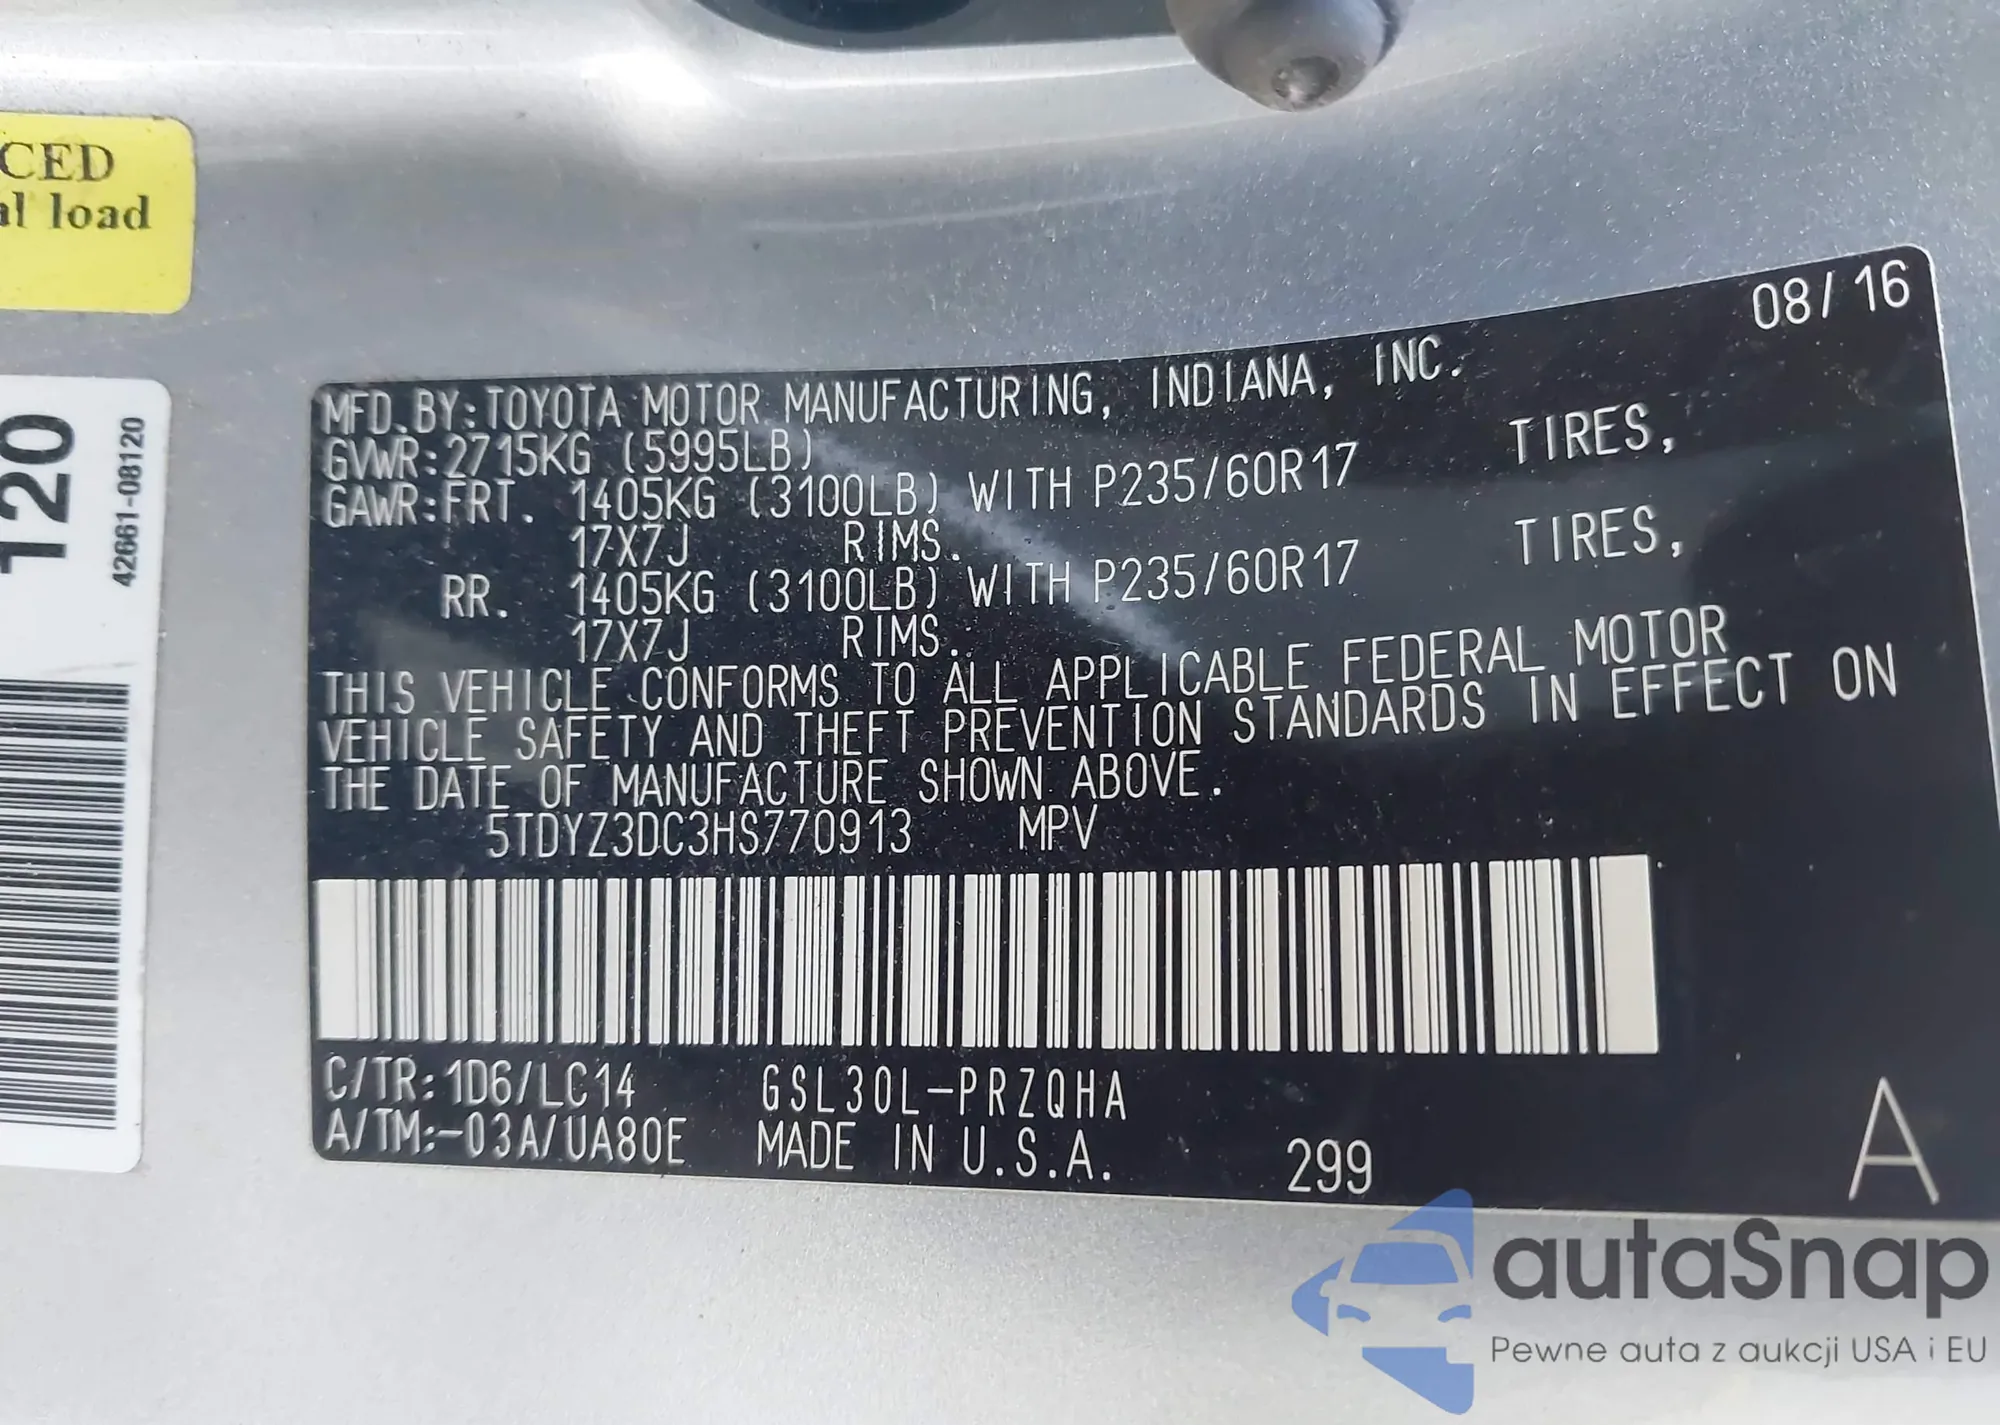 CED
al load
120
42661-08120
08/16
MFD. BY: TOYOTA MOTOR MANUFACTURING, INDIANA, INC.
GVWR: 2715KG (5995LB)
GAWR: FRT. 1405KG (3100LB) WITH P235/60R17 TIRES,
17X7J RIMS.
RR. 1405KG (3100LB) WITH P235/60R17 TIRES,
17X7J RIMS.
THIS VEHICLE CONFORMS TO ALL APPLICABLE FEDERAL MOTOR
VEHICLE SAFETY AND THEFT PREVENTION STANDARDS IN EFFECT ON
THE DATE OF MANUFACTURE SHOWN ABOVE.
5TDYZ3DC3HS770913 MPV
C/TR: 1D6/LC14 GSL30L-PRZQHA
A/TM:-03A/UA80E MADE IN U.S.A. 299
A
autaSnap
Pewne auta z aukcji USA i EU